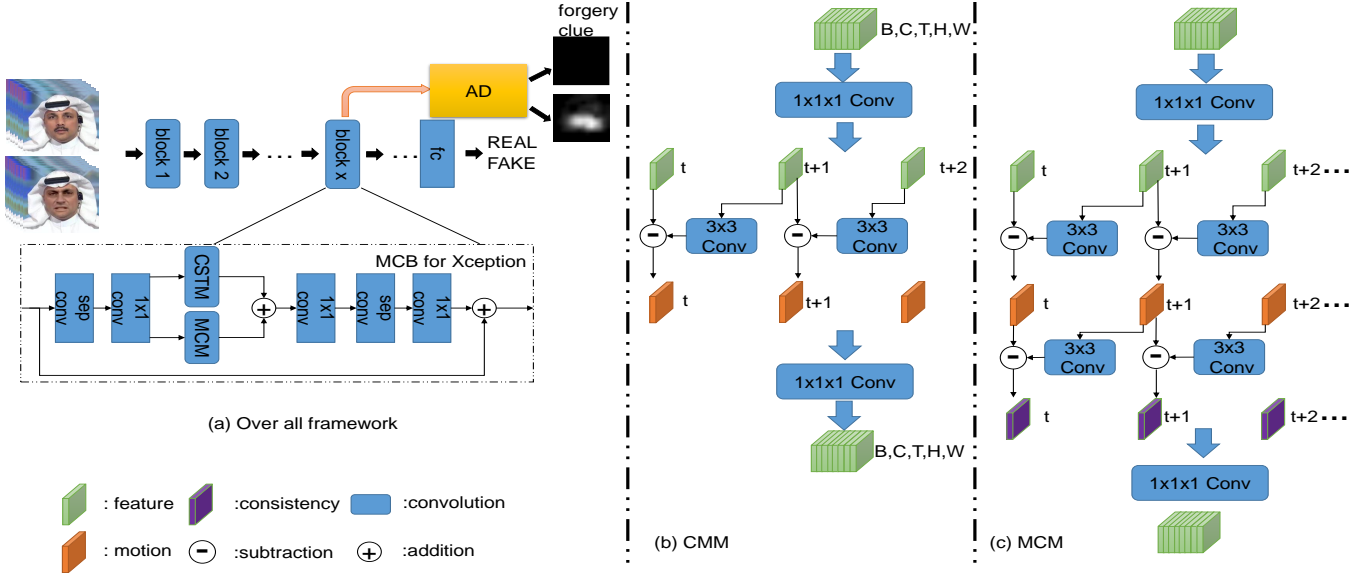 forgery
clue
AD
block 1
block 2
...
block x
...
fc
REAL
FAKE
MCB for Xception
sep
conv
1x1
conv
CSTM
MCM
+
1x1
conv
sep
conv
1x1
conv
+
(a) Over all framework
: feature
:consistency
:convolution
: motion
:subtraction
:addition
B,C,T,H,W
1x1x1 Conv
t
t+1
t+2
3x3
Conv
3x3
Conv
t
t+1
1x1x1 Conv
B,C,T,H,W
(b) CMM
1x1x1 Conv
t
t+1
t+2 ...
3x3
Conv
3x3
Conv
t
t+1
t+2 ...
3x3
Conv
3x3
Conv
t
t+1
t+2 ...
1x1x1 Conv
(c) MCM